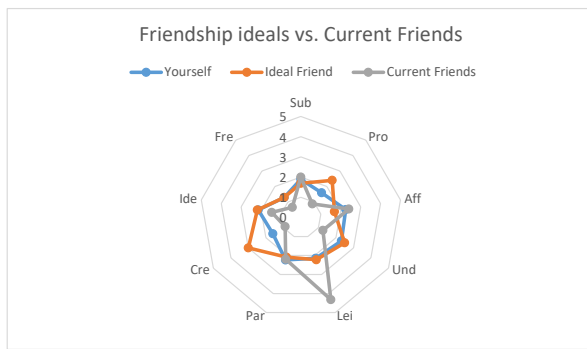 Friendship ideals vs. Current Friends
Yourself Ideal Friend Current Friends
Sub
Pro
Aff
Und
Lei
Par
Cre
Ide
Fre
5
4
3
2
1
0